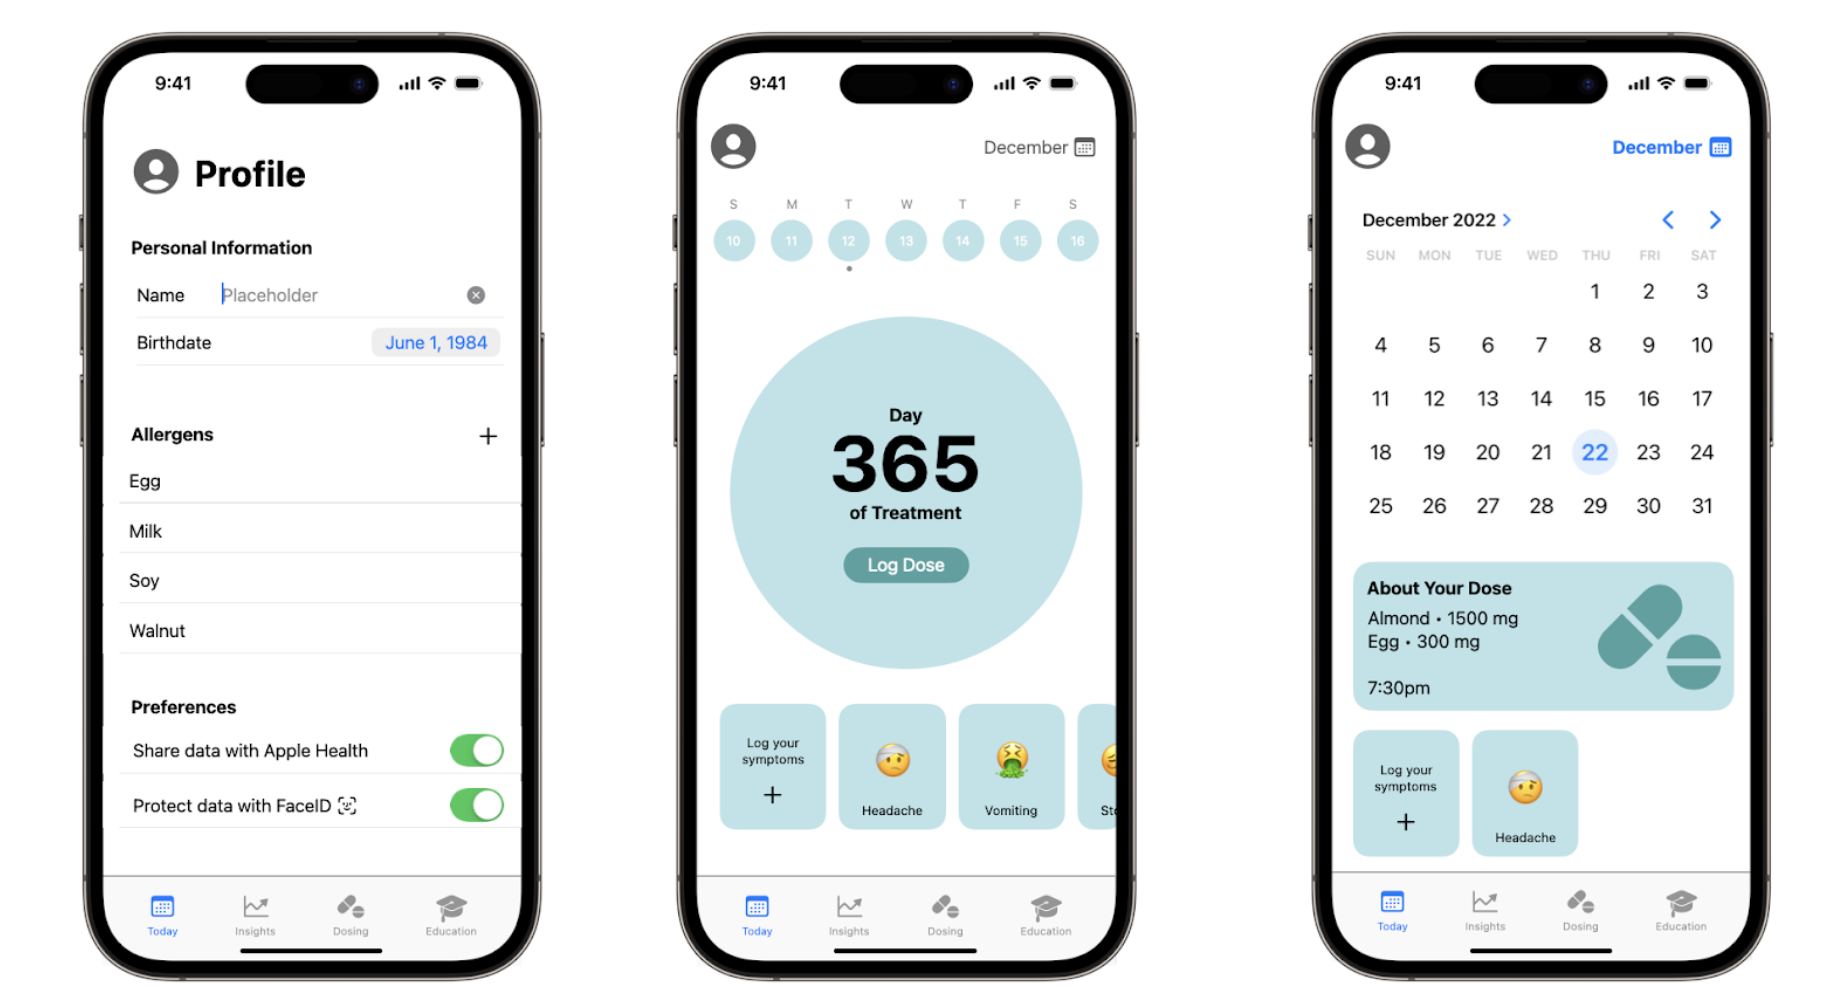 9:41
Profile
Personal Information
Name Placeholder
Birthdate June 1, 1984
Allergens +
Egg
Milk
Soy
Walnut
Preferences
Share data with Apple Health
Protect data with FaceID
Today Insights Dosing Education
9:41
December
S M T W T F S
10 11 12 13 14 15 16
Day
365
of Treatment
Log Dose
Log your
symptoms
+
Headache
Vomiting
Today Insights Dosing Education
9:41
December
December 2022 >
< >
SUN MON TUE WED THU FRI SAT
1 2 3
4 5 6 7 8 9 10
11 12 13 14 15 16 17
18 19 20 21 22 23 24
25 26 27 28 29 30 31
About Your Dose
Almond • 1500 mg
Egg • 300 mg
7:30pm
Log your
symptoms
+
Headache
Today Insights Dosing Education